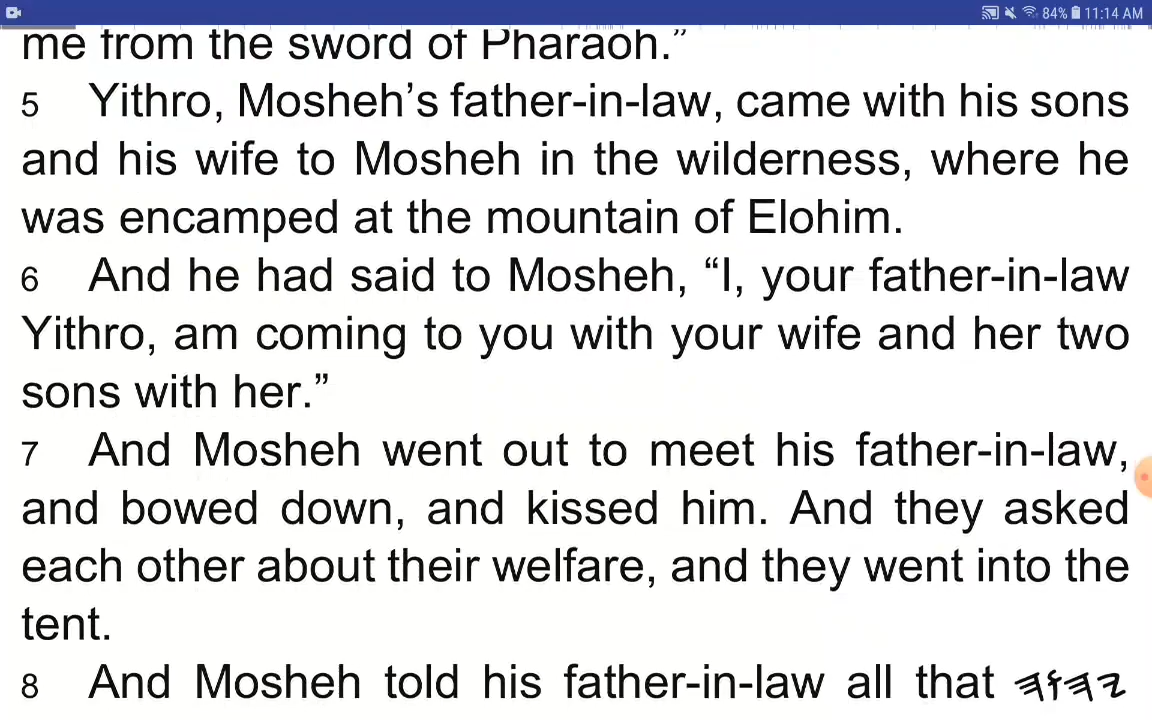 84% 11:14 AM
me from the sword of Pharaoh.”
5 Yithro, Mosheh’s father-in-law, came with his sons
and his wife to Mosheh in the wilderness, where he
was encamped at the mountain of Elohim.
6 And he had said to Mosheh, “I, your father-in-law
Yithro, am coming to you with your wife and her two
sons with her.”
7 And Mosheh went out to meet his father-in-law,
and bowed down, and kissed him. And they asked
each other about their welfare, and they went into the
tent.
8 And Mosheh told his father-in-law all that 𐤉𐤄𐤅𐤄